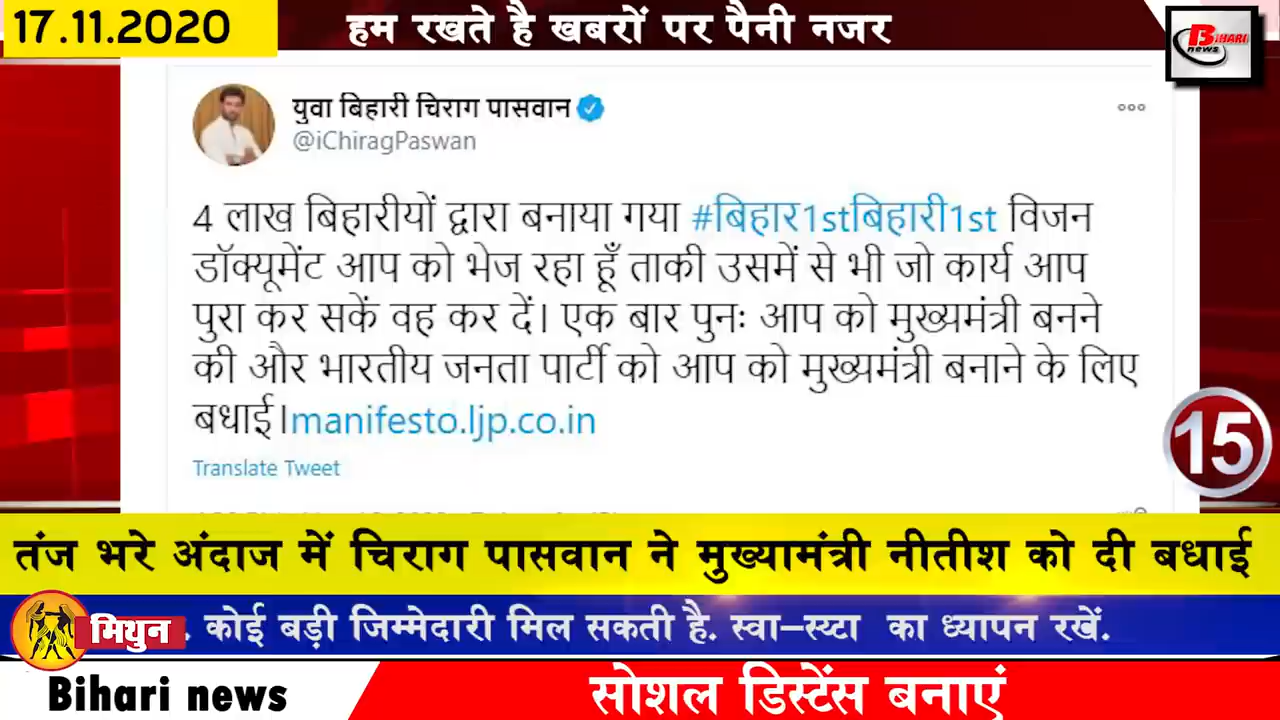 17.11.2020
हम रखते है खबरों पर पैनी नजर
BIHARI
news
युवा बिहारी चिराग पासवान
@iChiragPaswan
4 लाख बिहारीयों द्वारा बनाया गया #बिहार1stबिहारी1st विजन
डॉक्यूमेंट आप को भेज रहा हूँ ताकी उसमें से भी जो कार्य आप
पुरा कर सकें वह कर दें। एक बार पुनः आप को मुख्यमंत्री बनने
की और भारतीय जनता पार्टी को आप को मुख्यमंत्री बनाने के लिए
बधाई।manifesto.ljp.co.in
Translate Tweet
15
तंज भरे अंदाज में चिराग पासवान ने मुख्यामंत्री नीतीश को दी बधाई
मिथुन . कोई बड़ी जिम्मेदारी मिल सकती है. स्वा–स्य्टा का ध्यापन रखें.
Bihari news
सोशल डिस्टेंस बनाएं